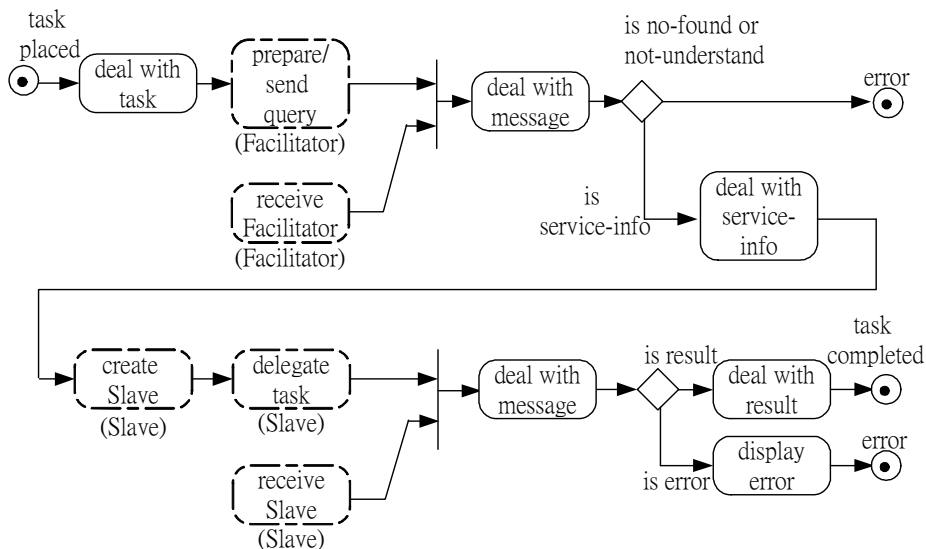 task
placed
deal with
task
prepare/
send
query
(Facilitator)
receive
Facilitator
(Facilitator)
deal with
message
is no-found or
not-understand
error
is
service-info
deal with
service-
info
create
Slave
(Slave)
delegate
task
(Slave)
receive
Slave
(Slave)
deal with
message
is result
deal with
result
task
completed
is error
display
error
error